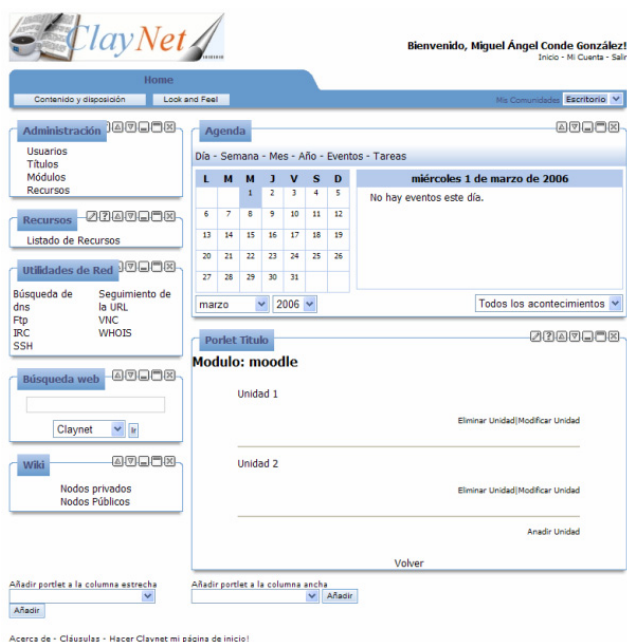 ClayNet
Bienvenido, Miguel Ángel Conde González!
Inicio - Mi Cuenta - Salir
Home
Contenido y disposición
Look and Feel
Mis Comunidades Escritorio
Administración
Usuarios
Títulos
Módulos
Recursos
Recursos
Listado de Recursos
Utilidades de Red
Búsqueda de dns
Ftp
IRC
SSH
Seguimiento de la URL
VNC
WHOIS
Búsqueda web
Claynet
Ir
Wiki
Nodos privados
Nodos Públicos
Añadir portlet a la columna estrecha
Añadir
Agenda
Día - Semana - Mes - Año - Eventos - Tareas
L M M J V S D
1 2 3 4 5
6 7 8 9 10 11 12
13 14 15 16 17 18 19
20 21 22 23 24 25 26
27 28 29 30 31
marzo 2006
miércoles 1 de marzo de 2006
No hay eventos este día.
Todos los acontecimientos
Porlet Titulo
Modulo: moodle
Unidad 1
Eliminar Unidad|Modificar Unidad
Unidad 2
Eliminar Unidad|Modificar Unidad
Anadir Unidad
Volver
Añadir portlet a la columna ancha
Añadir
Acerca de - Cláusulas - Hacer Claynet mi página de inicio!